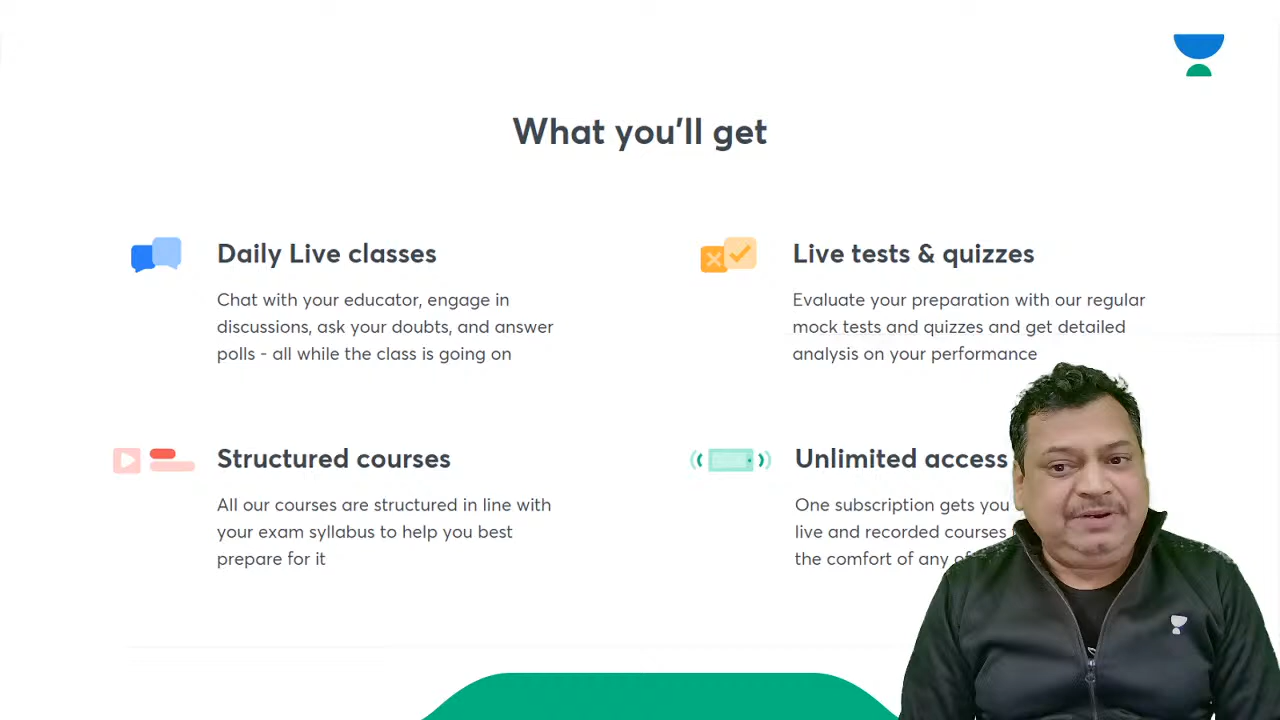 What you'll get
Daily Live classes
Chat with your educator, engage in
discussions, ask your doubts, and answer
polls - all while the class is going on
Live tests & quizzes
Evaluate your preparation with our regular
mock tests and quizzes and get detailed
analysis on your performance
Structured courses
All our courses are structured in line with
your exam syllabus to help you best
prepare for it
Unlimited access
One subscription gets you
live and recorded courses
the comfort of any